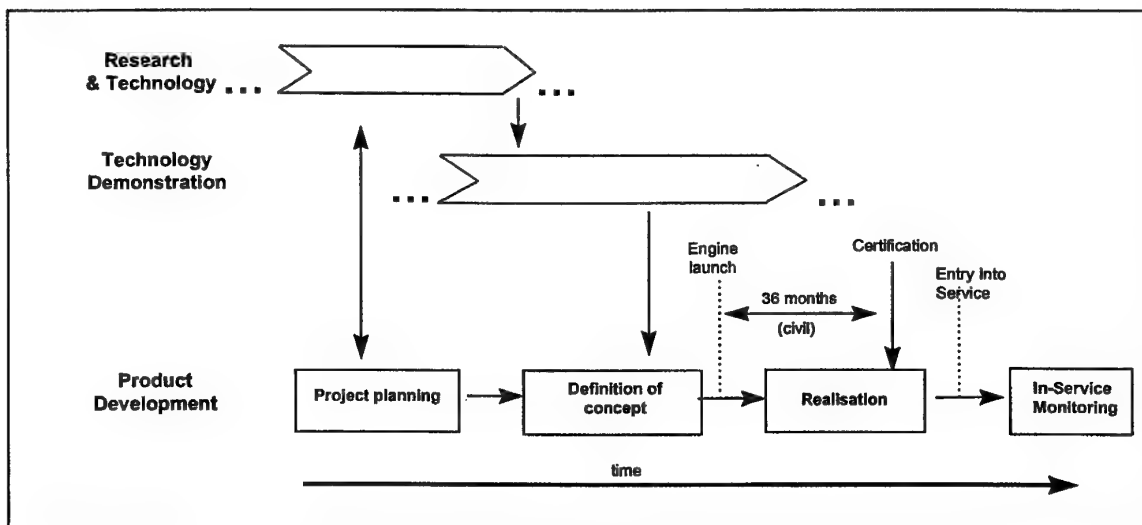 Research
& Technology
...
...
Technology
Demonstration
...
...
Engine
launch
Certification
36 months
(civil)
Entry Into
Service
Product
Development
Project planning
Definition of
concept
Realisation
In-Service
Monitoring
time